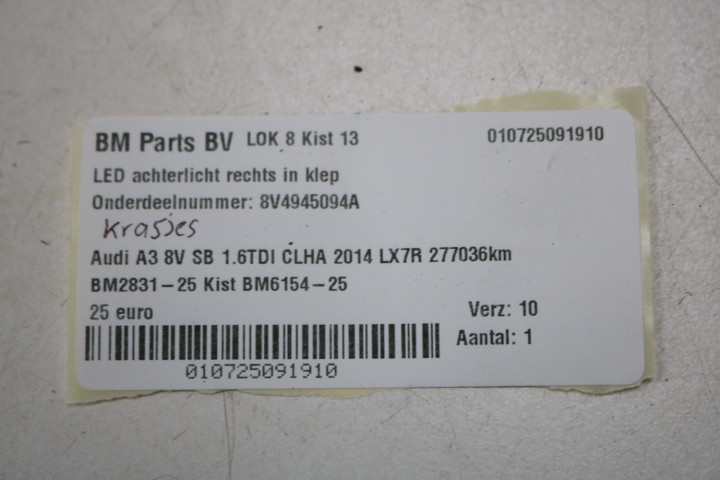 BM Parts BV LOK 8 Kist 13 010725091910
LED achterlicht rechts in klep
Onderdeelnummer: 8V4945094A
Krasjes
Audi A3 8V SB 1.6TDI CLHA 2014 LX7R 277036km
BM2831-25 Kist BM6154-25
25 euro Verz: 10
Aantal: 1
010725091910